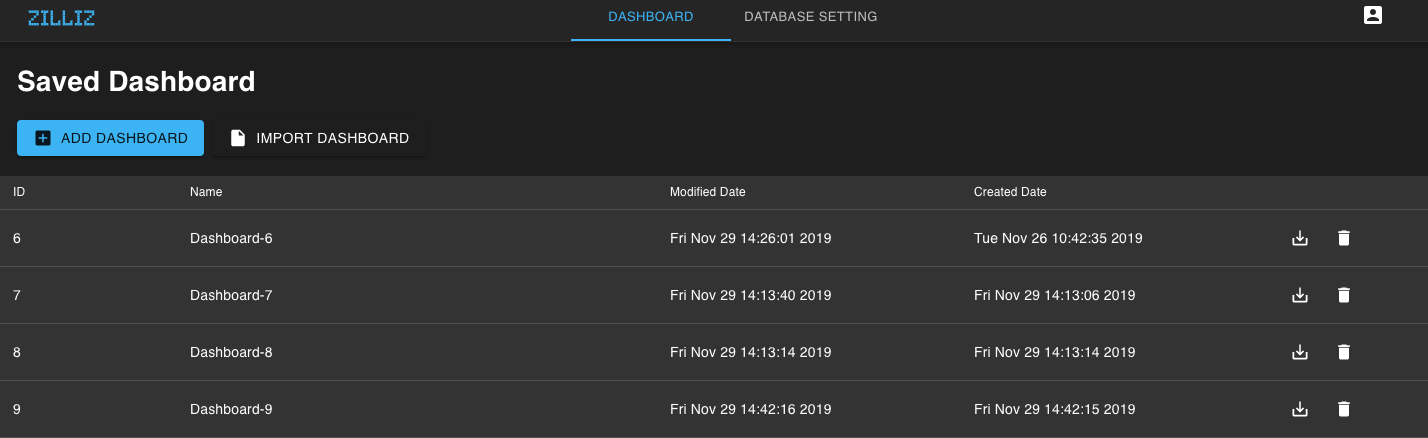 ZILLIZ DASHBOARD DATABASE SETTING
Saved Dashboard
ADD DASHBOARD IMPORT DASHBOARD
ID Name Modified Date Created Date
6 Dashboard-6 Fri Nov 29 14:26:01 2019 Tue Nov 26 10:42:35 2019
7 Dashboard-7 Fri Nov 29 14:13:40 2019 Fri Nov 29 14:13:06 2019
8 Dashboard-8 Fri Nov 29 14:13:14 2019 Fri Nov 29 14:13:14 2019
9 Dashboard-9 Fri Nov 29 14:42:16 2019 Fri Nov 29 14:42:15 2019